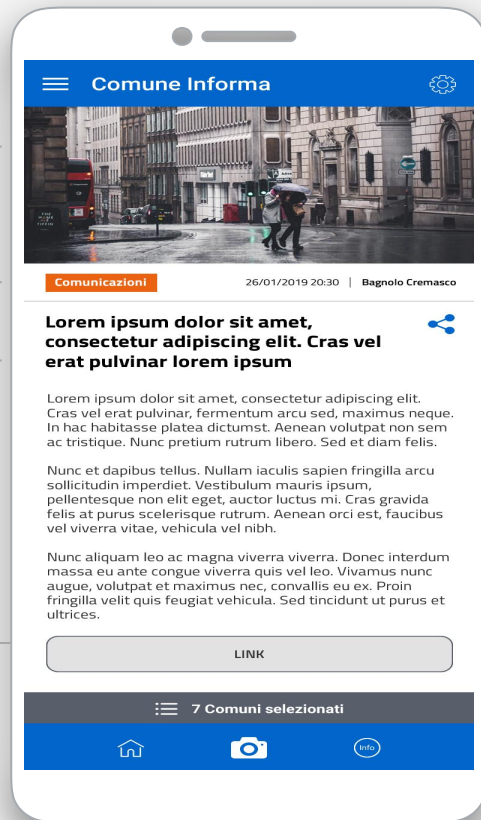 Comune Informa
Comunicazioni
26/01/2019 20:30 | Bagnolo Cremasco
Lorem ipsum dolor sit amet,
consectetur adipiscing elit. Cras vel
erat pulvinar lorem ipsum
Lorem ipsum dolor sit amet, consectetur adipiscing elit.
Cras vel erat pulvinar, fermentum arcu sed, maximus neque.
In hac habitasse platea dictumst. Aenean volutpat non sem
ac tristique. Nunc pretium rutrum libero. Sed et diam felis.
Nunc et dapibus tellus. Nullam iaculis sapien fringilla arcu
sollicitudin imperdiet. Vestibulum mauris ipsum,
pellentesque non elit eget, auctor luctus mi. Cras gravida
felis at purus scelerisque rutrum. Aenean orci est, faucibus
vel viverra vitae, vehicula vel nibh.
Nunc aliquam leo ac magna viverra viverra. Donec interdum
massa eu ante congue viverra quis vel leo. Vivamus nunc
augue, volutpat et maximus nec, convallis eu ex. Proin
fringilla velit quis feugiat vehicula. Sed tincidunt ut purus et
ultrices.
LINK
7 Comuni selezionati
Info